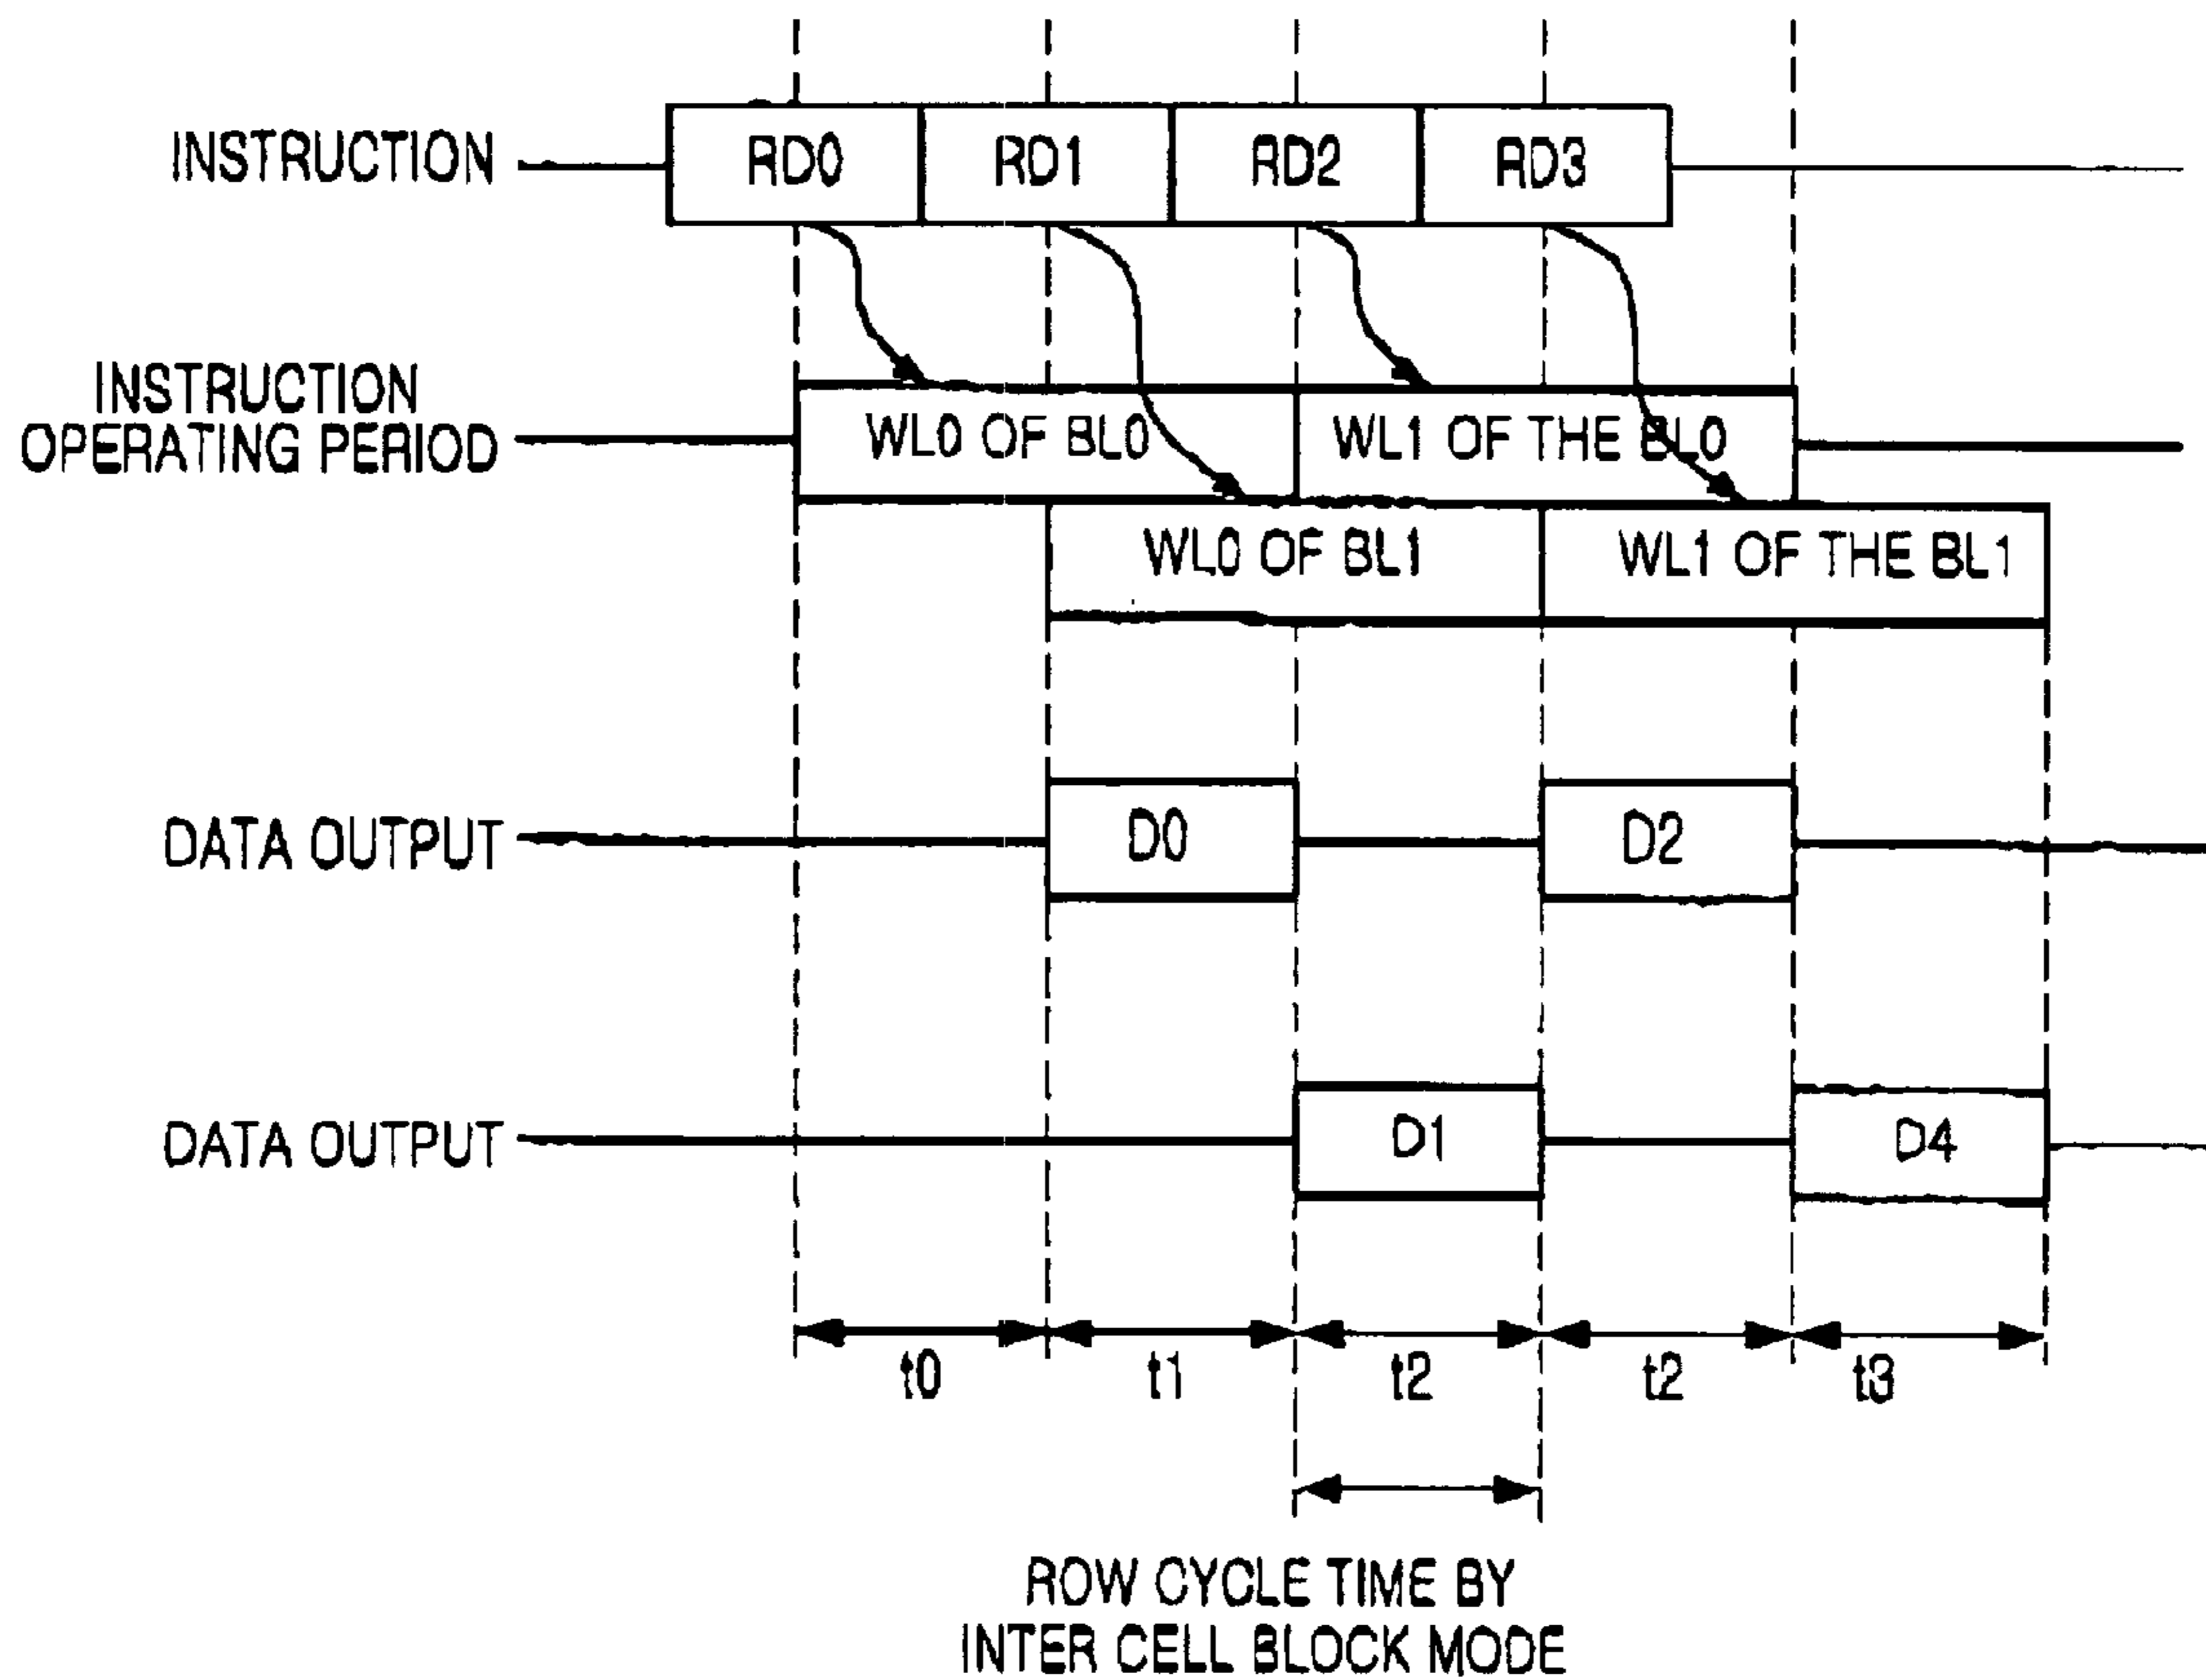 INSTRUCTION
RD0 RD1 RD2 RD3
INSTRUCTION
OPERATING PERIOD
WL0 OF BL0 WL1 OF THE BL0
WL0 OF BL1 WL1 OF THE BL1
DATA OUTPUT
D0 D2
DATA OUTPUT
D1 D4
t0 t1 t2 t2 t3
ROW CYCLE TIME BY
INTER CELL BLOCK MODE